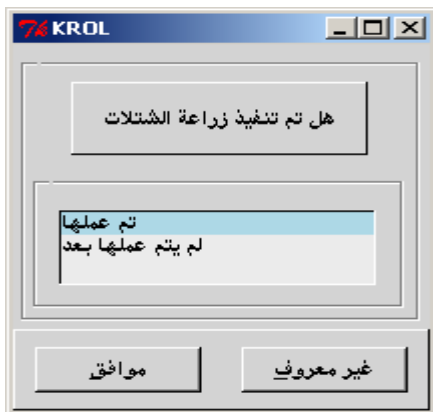 KROL
هل تم تنفيذ زراعة الشتلات
تم عملها
لم يتم عملها بعد
غير معروف
موافق